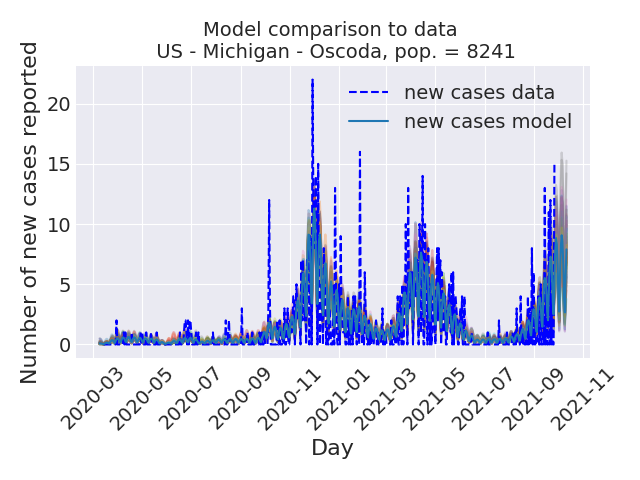 Model comparison to data
US - Michigan - Oscoda, pop. = 8241
Number of new cases reported
20
15
10
5
0
new cases data
new cases model
2020-03
2020-05
2020-07
2020-09
2020-11
2021-01
2021-03
2021-05
2021-07
2021-09
2021-11
Day